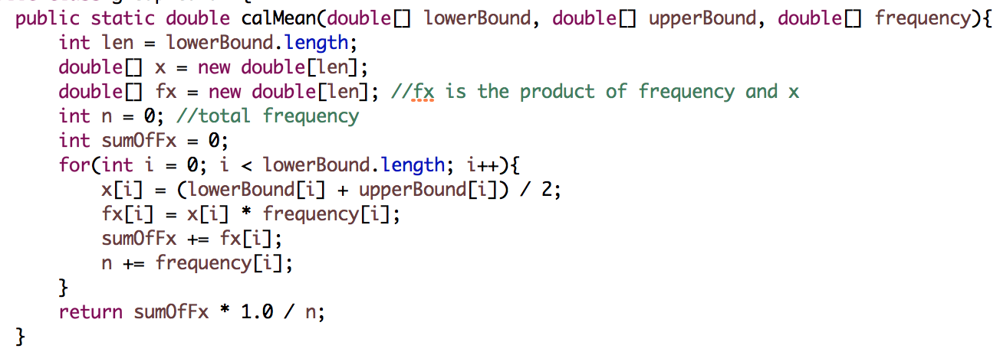 public static double calMean(double[] lowerBound, double[] upperBound, double[] frequency){
    int len = lowerBound.length;
    double[] x = new double[len];
    double[] fx = new double[len]; //fx is the product of frequency and x
    int n = 0; //total frequency
    int sumOfFx = 0;
    for(int i = 0; i < lowerBound.length; i++){
        x[i] = (lowerBound[i] + upperBound[i]) / 2;
        fx[i] = x[i] * frequency[i];
        sumOfFx += fx[i];
        n += frequency[i];
    }
    return sumOfFx * 1.0 / n;
}